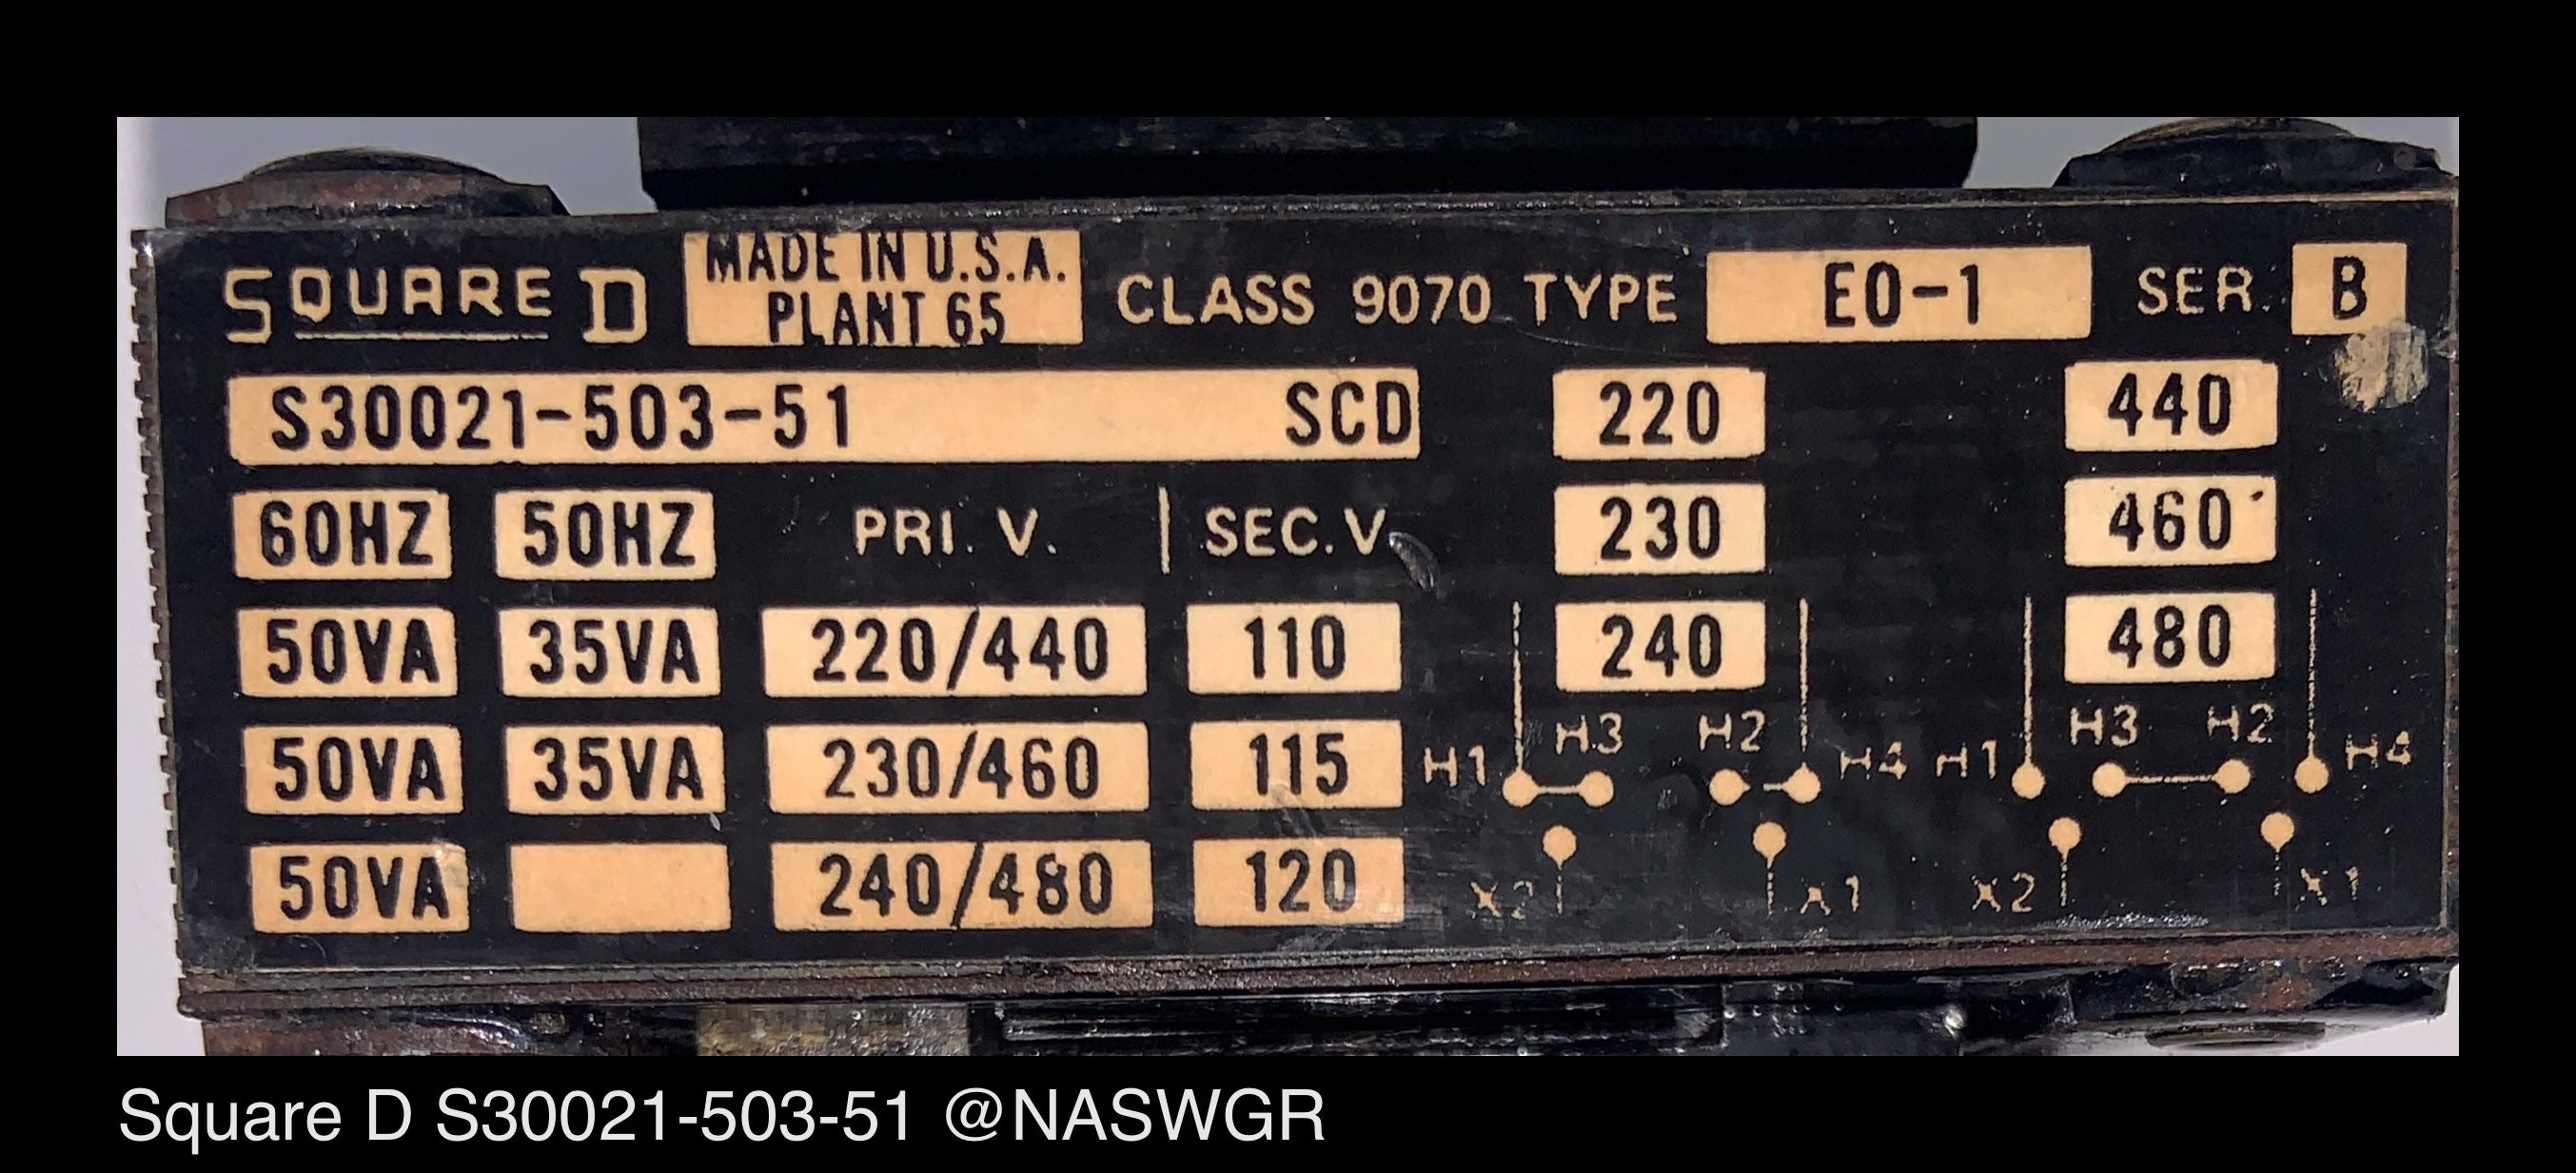 SQUARE D MADE IN U.S.A. PLANT 65 CLASS 9070 TYPE EO-1 SER. B
S30021-503-51 SCD 220 440
60HZ 50HZ PRI. V. SEC. V. 230 460
50VA 35VA 220/440 110 240 480
50VA 35VA 230/460 115
H1 H3 H2 H4 H1 H3 H2 H4
50VA 240/480 120
X2 X1 X2 X1
Square D S30021-503-51 @NASWGR